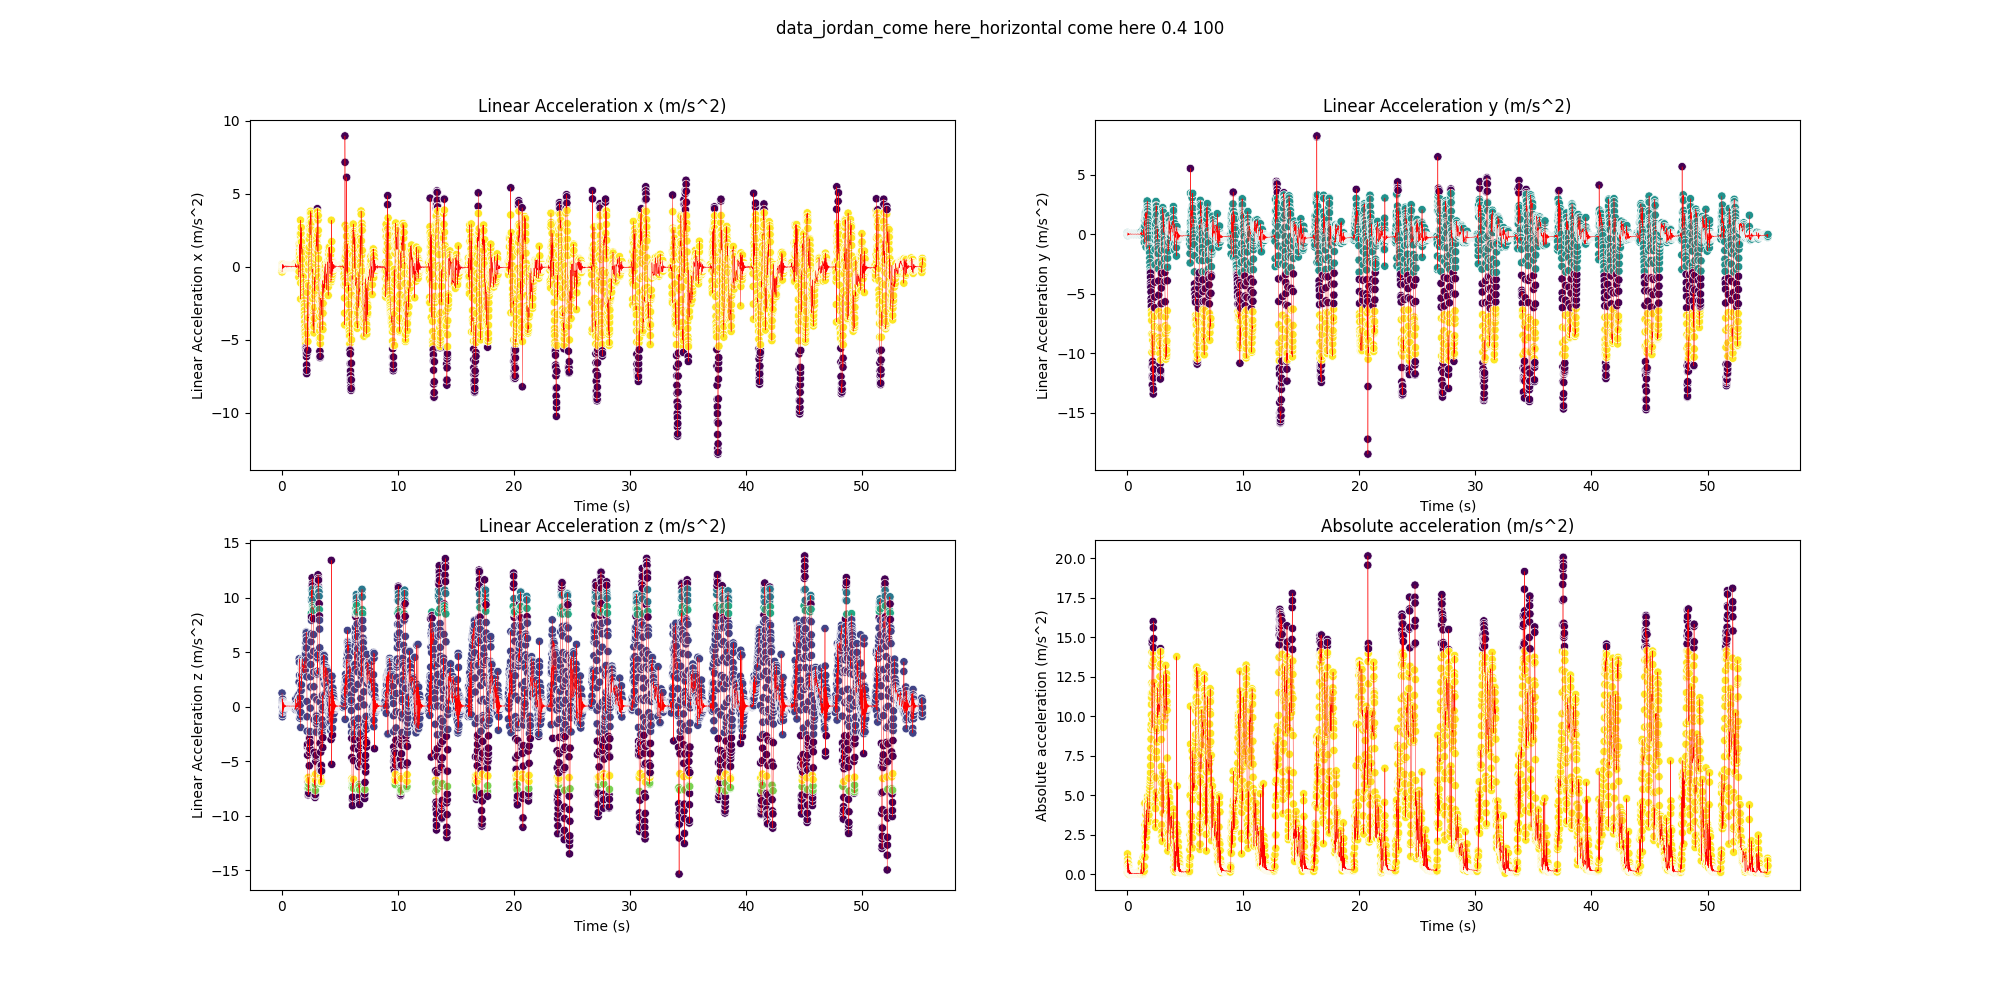 data_jordan_come here_horizontal come here 0.4 100
Linear Acceleration x (m/s^2)
Linear Acceleration x (m/s^2)
10
5
0
−5
−10
0 10 20 30 40 50
Time (s)
Linear Acceleration y (m/s^2)
Linear Acceleration y (m/s^2)
5
0
−5
−10
−15
0 10 20 30 40 50
Time (s)
Linear Acceleration z (m/s^2)
Linear Acceleration z (m/s^2)
15
10
5
0
−5
−10
−15
0 10 20 30 40 50
Time (s)
Absolute acceleration (m/s^2)
Absolute acceleration (m/s^2)
20.0
17.5
15.0
12.5
10.0
7.5
5.0
2.5
0.0
0 10 20 30 40 50
Time (s)